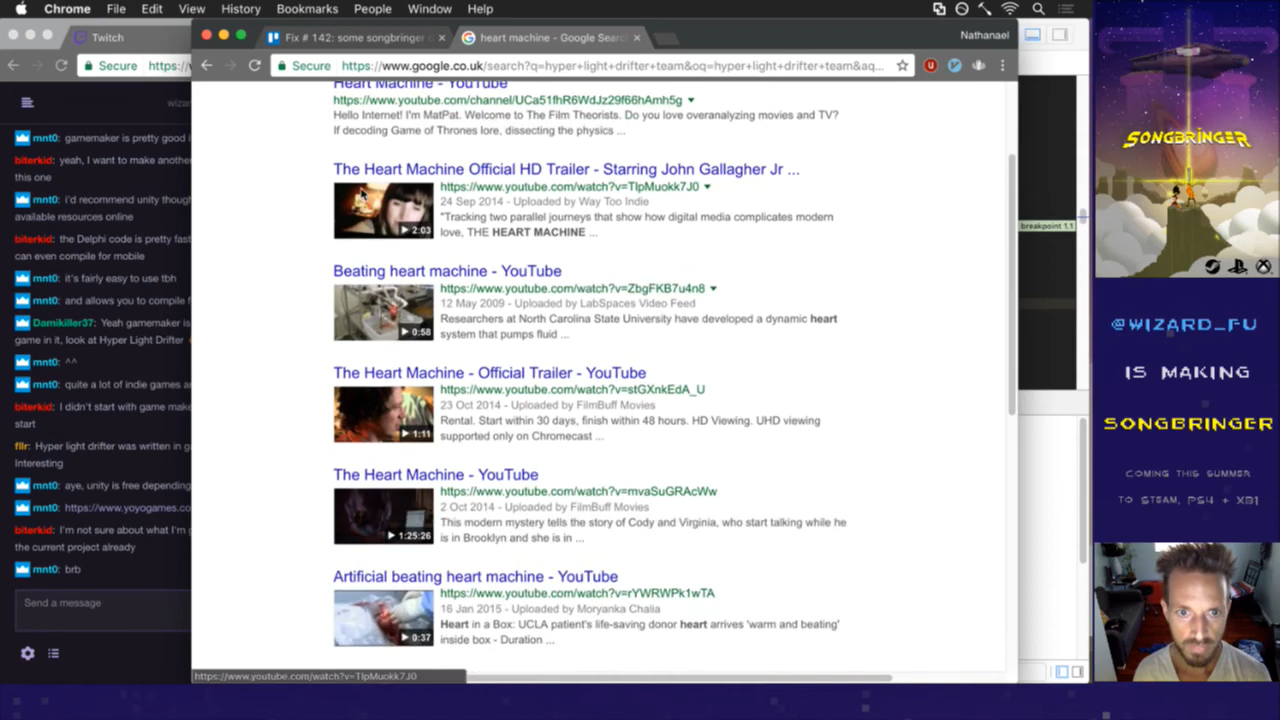 Chrome File Edit View History Bookmarks People Window Help
Twitch
Fix # 142: some songbringer
heart machine - Google Search
Nathanael
Secure https:/
Secure https://www.google.co.uk/search?q=hyper+light+drifter+team&oq=hyper+light+drifter+team&aq...
wizar
mnt0: gamemaker is pretty good i
biterkid: yeah, I want to make another
this one
mnt0: i'd recommend unity thoug
available resources online
biterkid: the Delphi code is pretty fast
can even compile for mobile
mnt0: it's fairly easy to use tbh
mnt0: and allows you to compile f
Damikiller37: Yeah gamemaker is
game in it, look at Hyper Light Drifter
mnt0: ^^
mnt0: quite a lot of indie games a
biterkid: I didn't start with game make
start
fllr: Hyper light drifter was written in g
Interesting
mnt0: aye, unity is free depending
mnt0: https://www.yoyogames.co
biterkid: I'm not sure about what I'm g
the current project already
mnt0: brb
Send a message
Heart Machine - YouTube
https://www.youtube.com/channel/UCa51fhR6WdJz29f66hAmh5g
Hello Internet! I'm MatPat. Welcome to The Film Theorists. Do you love overanalyzing movies and TV?
If decoding Game of Thrones lore, dissecting the physics ...
The Heart Machine Official HD Trailer - Starring John Gallagher Jr ...
https://www.youtube.com/watch?v=TlpMuokk7J0
24 Sep 2014 - Uploaded by Way Too Indie
"Tracking two parallel journeys that show how digital media complicates modern
love, THE HEART MACHINE ...
2:03
Beating heart machine - YouTube
https://www.youtube.com/watch?v=ZbgFKB7u4n8
12 May 2009 - Uploaded by LabSpaces Video Feed
Researchers at North Carolina State University have developed a dynamic heart
system that pumps fluid ...
0:58
The Heart Machine - Official Trailer - YouTube
https://www.youtube.com/watch?v=stGXnkEdA_U
23 Oct 2014 - Uploaded by FilmBuff Movies
Rental. Start within 30 days, finish within 48 hours. HD Viewing. UHD viewing
supported only on Chromecast ...
1:11
The Heart Machine - YouTube
https://www.youtube.com/watch?v=mvaSuGRAcWw
2 Oct 2014 - Uploaded by FilmBuff Movies
This modern mystery tells the story of Cody and Virginia, who start talking while he
is in Brooklyn and she is in ...
1:25:26
Artificial beating heart machine - YouTube
https://www.youtube.com/watch?v=rYWRWPk1wTA
16 Jan 2015 - Uploaded by Moryanka Chalia
Heart in a Box: UCLA patient's life-saving donor heart arrives 'warm and beating'
inside box - Duration ...
0:37
https://www.youtube.com/watch?v=TlpMuokk7J0
breakpoint 1.1
SONGBRINGER
@WIZARD_FU
IS MAKING
SONGBRINGER
COMING THIS SUMMER
TO STEAM, PS4 + XB1